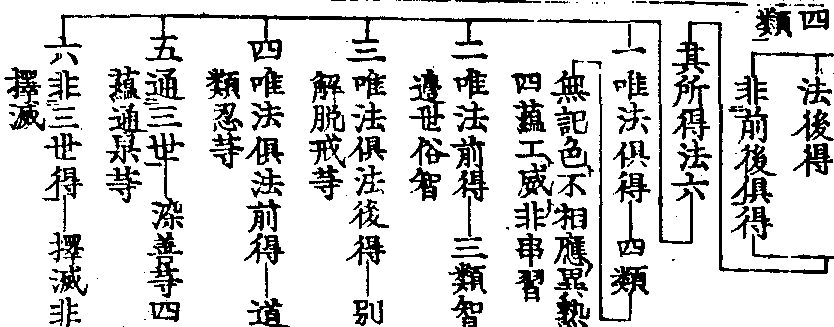 四類
法後得
非前後俱得
其所得法六
一唯法俱得—四類
無記色不相應異熟
四蘊工威非串習
二唯法前得—三類智
邊世俗智
三唯法俱法後得—別
解脫戒等
四唯法俱法前得—道
類忍等
五通三世—染善等四
蘊通果等
六非三世得—擇滅非
擇滅